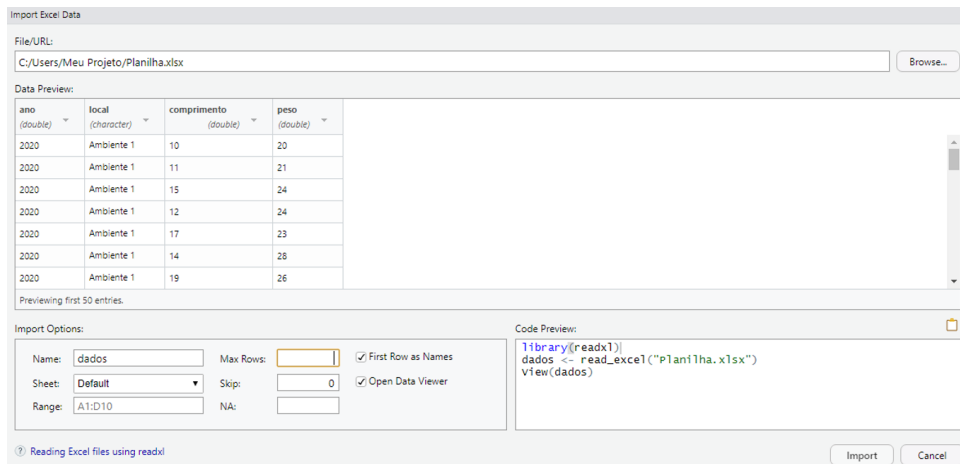 Import Excel Data
File/URL:
C:/Users/Meu Projeto/Planilha.xlsx
Browse...
Data Preview:
ano local comprimento peso
(double) (character) (double) (double)
2020 Ambiente 1 10 20
2020 Ambiente 1 11 21
2020 Ambiente 1 15 24
2020 Ambiente 1 12 24
2020 Ambiente 1 17 23
2020 Ambiente 1 14 28
2020 Ambiente 1 19 26
Previewing first 50 entries.
Import Options:
Name: dados Max Rows: First Row as Names
Sheet: Default Skip: 0 Open Data Viewer
Range: A1:D10 NA:
Code Preview:
library(readxl)
dados <- read_excel("Planilha.xlsx")
View(dados)
? Reading Excel files using readxl
Import Cancel